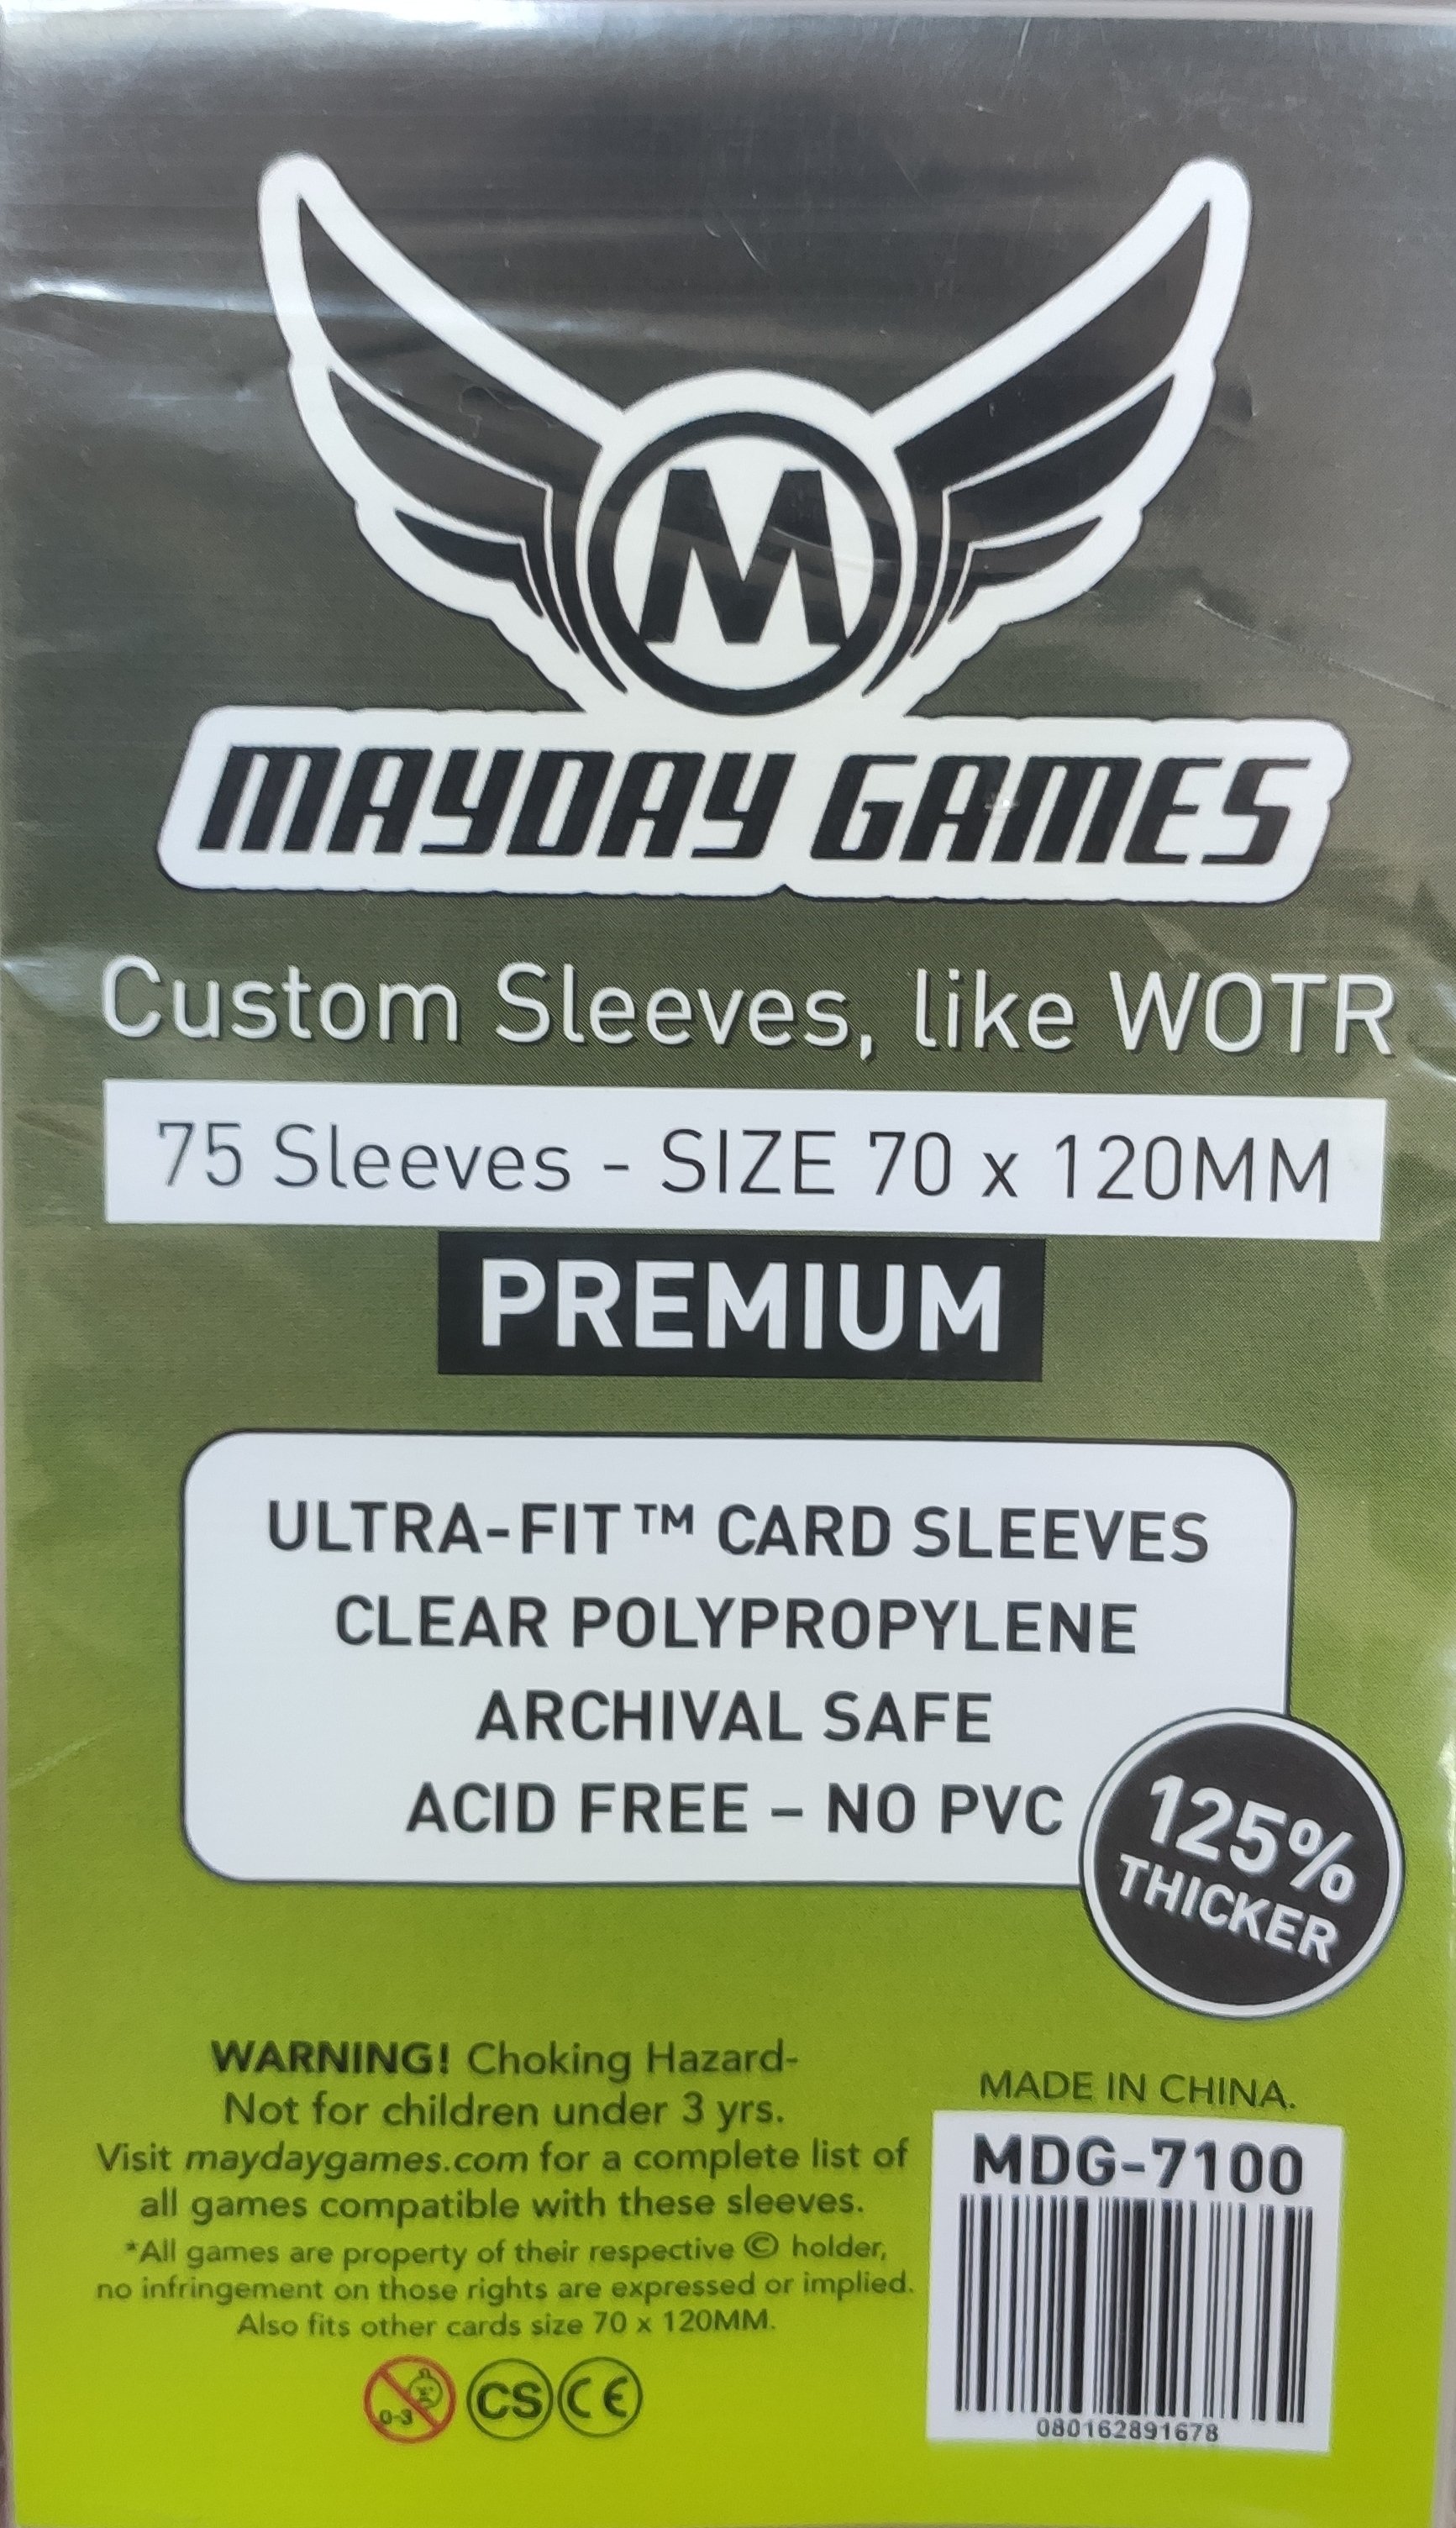 M
MAYDAY GAMES
Custom Sleeves, like WOTR
75 Sleeves - SIZE 70 x 120MM
PREMIUM
ULTRA-FIT™ CARD SLEEVES
CLEAR POLYPROPYLENE
ARCHIVAL SAFE
ACID FREE – NO PVC
125%
THICKER
WARNING! Choking Hazard-
Not for children under 3 yrs.
Visit maydaygames.com for a complete list of
all games compatible with these sleeves.
*All games are property of their respective © holder,
no infringement on those rights are expressed or implied.
Also fits other cards size 70 x 120MM.
0-3 CS CE
MADE IN CHINA.
MDG-7100
080162891678